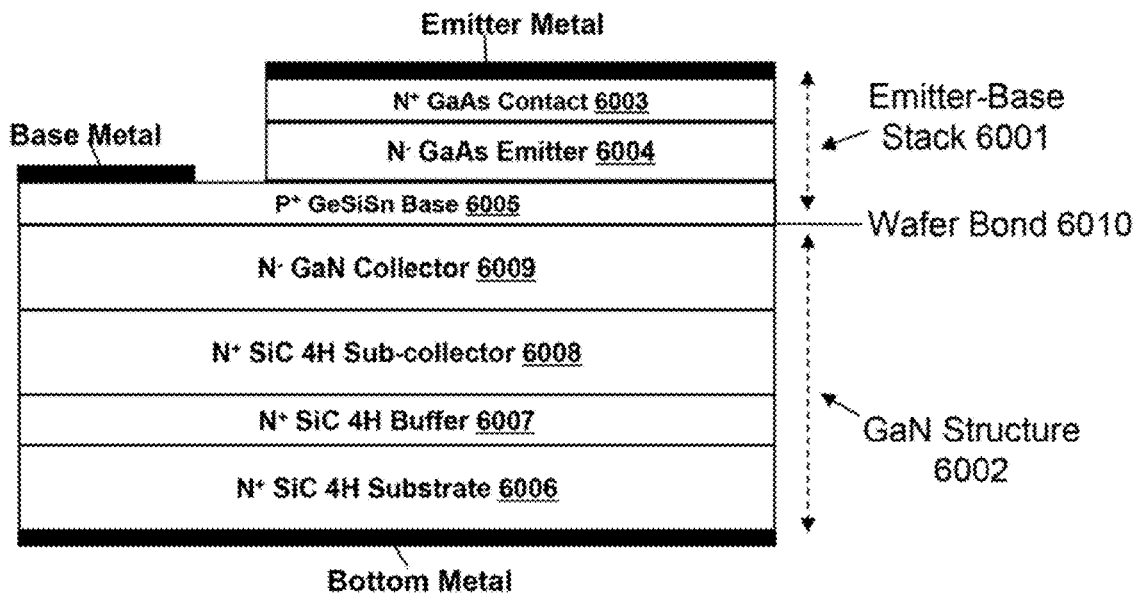 Emitter Metal
N⁺ GaAs Contact 6003
Emitter-Base
Stack 6001
Base Metal
N⁻ GaAs Emitter 6004
P⁺ GeSiSn Base 6005
Wafer Bond 6010
N⁻ GaN Collector 6009
N⁺ SiC 4H Sub-collector 6008
N⁺ SiC 4H Buffer 6007
GaN Structure
6002
N⁺ SiC 4H Substrate 6006
Bottom Metal